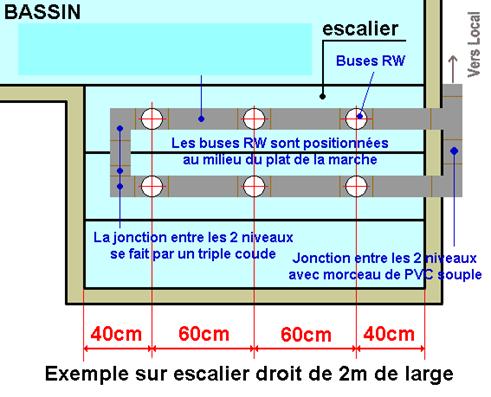 BASSIN
escalier
Buses RW
Vers Local
Les buses RW sont positionnées
au milieu du plat de la marche
La jonction entre les 2 niveaux
se fait par un triple coude
Jonction entre les 2 niveaux
avec morceau de PVC souple
40cm
60cm
60cm
40cm
Exemple sur escalier droit de 2m de large